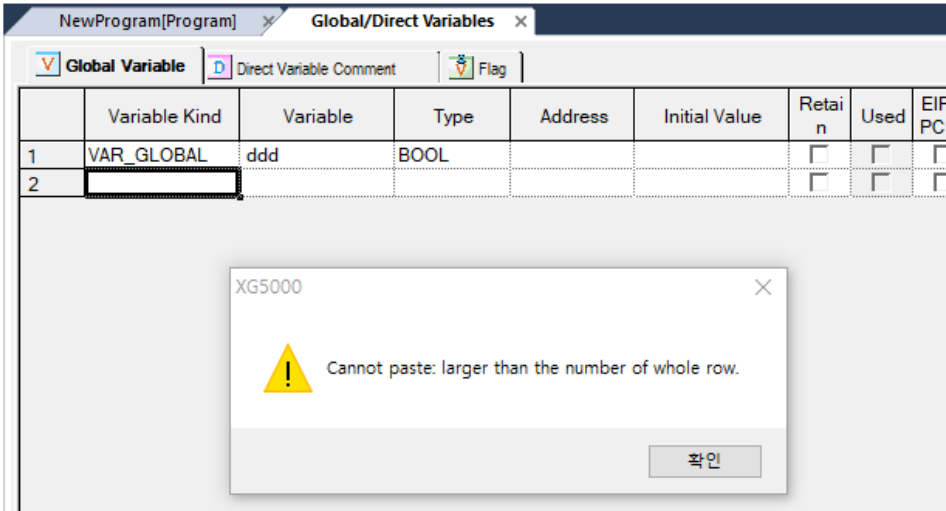 NewProgram[Program] Global/Direct Variables
V Global Variable D Direct Variable Comment V Flag
Variable Kind Variable Type Address Initial Value Retai n Used EIP PC
1 VAR_GLOBAL ddd BOOL
2
XG5000
Cannot paste: larger than the number of whole row.
확인